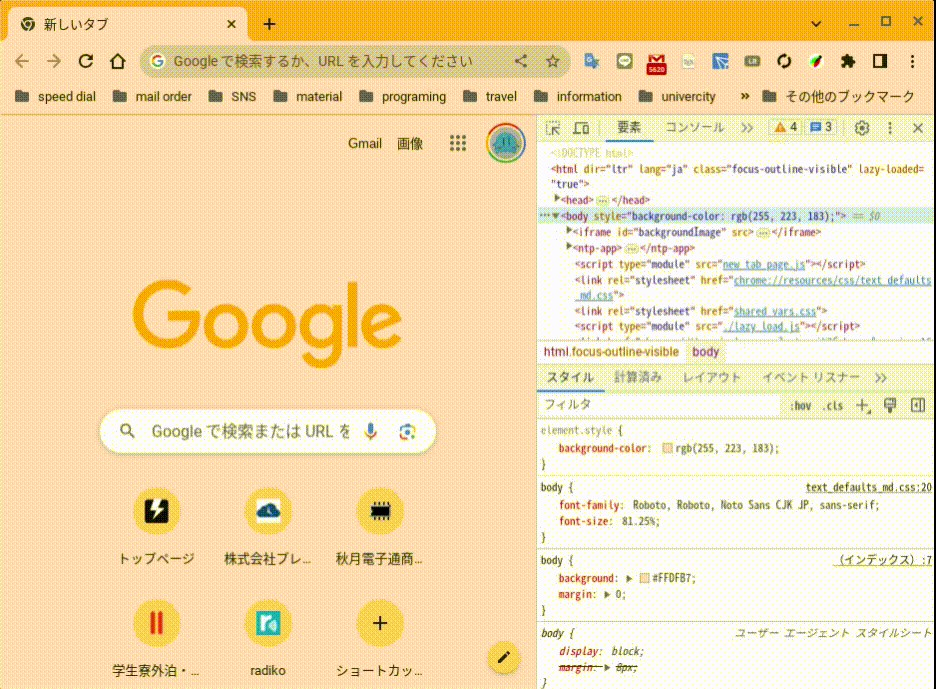 新しいタブ
Google で検索するか、URL を入力してください
5620
speed dial
mail order
SNS
material
programing
travel
information
univercity
»
その他のブックマーク
Gmail 画像
Google
Google で検索または URL を
トップページ
株式会社ブレ...
秋月電子通商...
学生寮外泊・...
radiko
ショートカッ...
要素
コンソール
4
3
<!DOCTYPE html>
<html dir="ltr" lang="ja" class="focus-outline-visible" lazy-loaded=
"true">
<head> … </head>
<body style="background-color: rgb(255, 223, 183);"> == $0
<iframe id="backgroundImage" src> … </iframe>
<ntp-app> … </ntp-app>
<script type="module" src="new_tab_page.js"></script>
<link rel="stylesheet" href="chrome://resources/css/text_defaults
_md.css">
<link rel="stylesheet" href="shared_vars.css">
<script type="module" src="./lazy_load.js"></script>
html.focus-outline-visible body
スタイル
計算済み
レイアウト
イベント リスナー
フィルタ
:hov .cls
element.style {
background-color: rgb(255, 223, 183);
}
body { text_defaults_md.css:20
font-family: Roboto, Roboto, Noto Sans CJK JP, sans-serif;
font-size: 81.25%;
}
body { (インデックス):7
background: #FFDFB7;
margin: 0;
}
body { ユーザー エージェント スタイルシート
display: block;
margin: 8px;
}